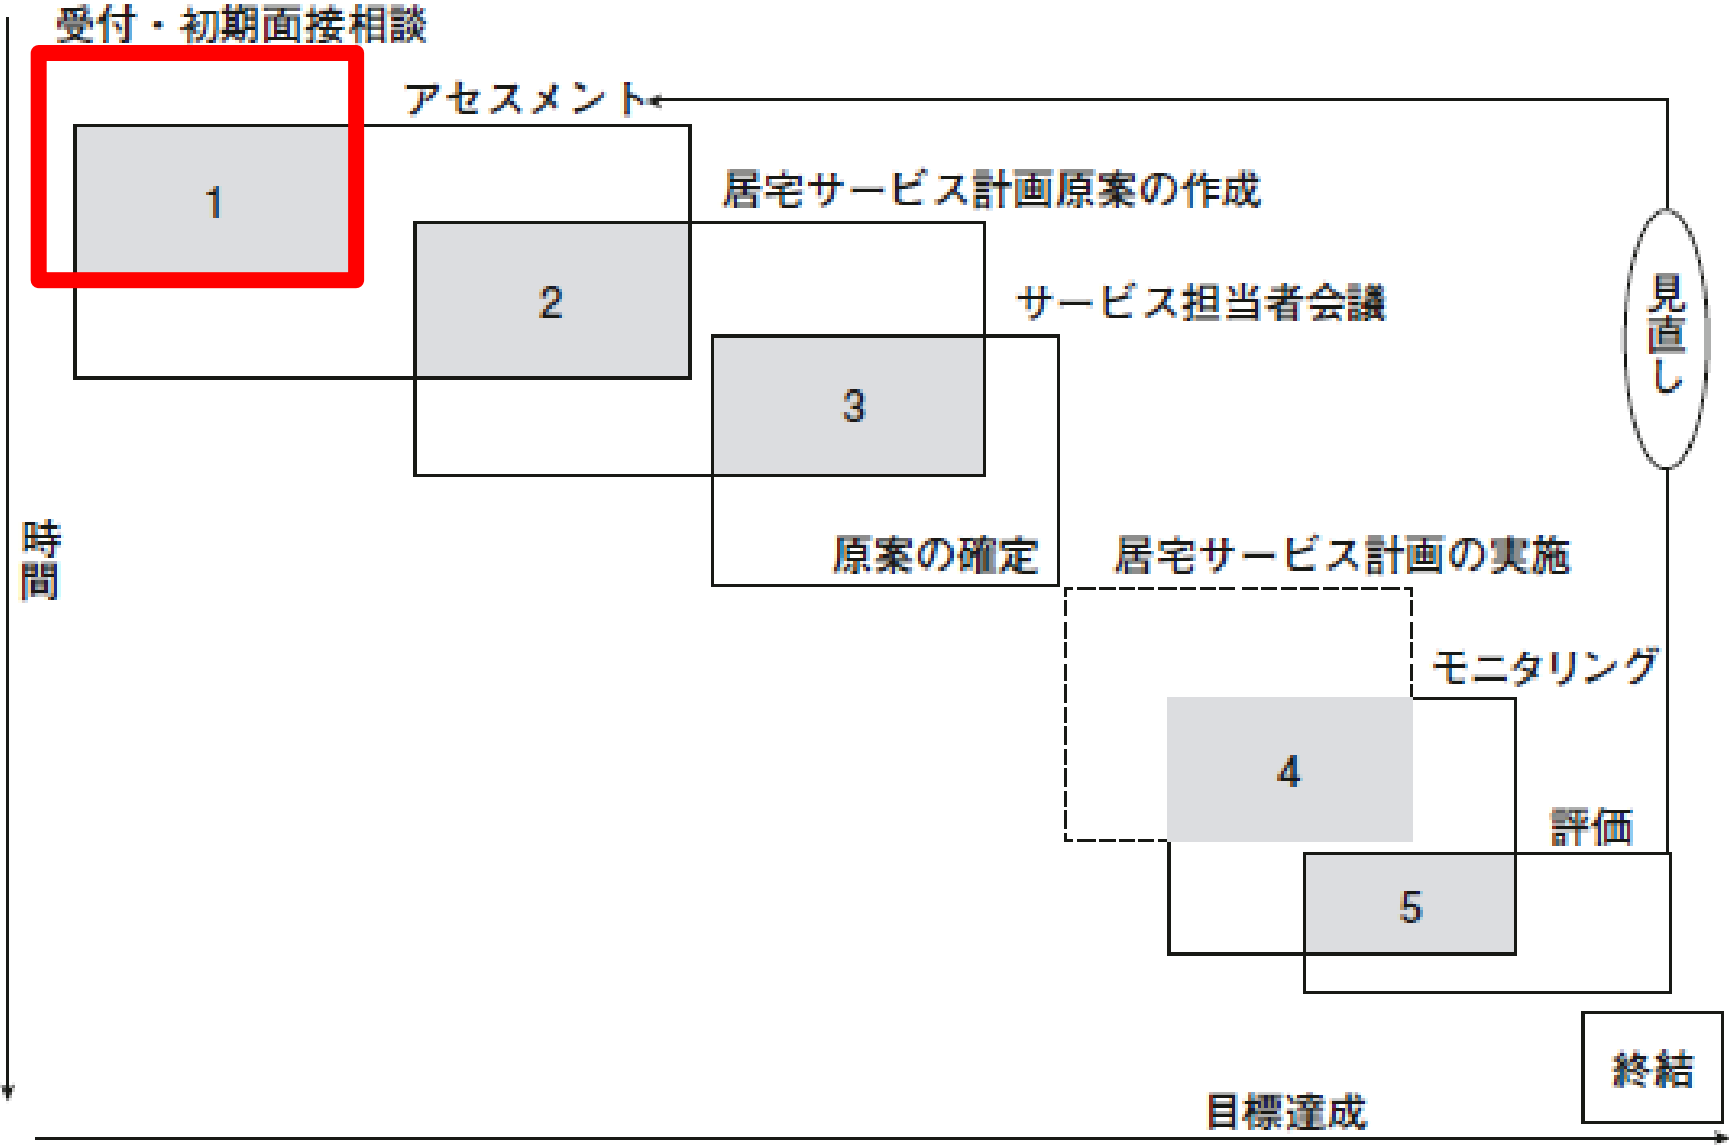 受付・初期面接相談
アセスメント
1
居宅サービス計画原案の作成
2
サービス担当者会議
見直し
3
時間
原案の確定
居宅サービス計画の実施
モニタリング
4
評価
5
終結
目標達成